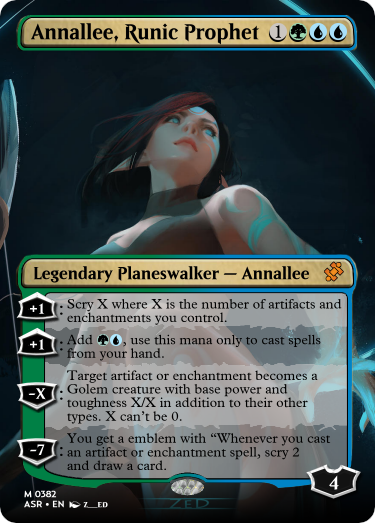 Annallee, Runic Prophet 1
Legendary Planeswalker — Annallee
+1: Scry X where X is the number of artifacts and
enchantments you control.
+1: Add , use this mana only to cast spells
from your hand.
Target artifact or enchantment becomes a
-X: Golem creature with base power and
toughness X/X in addition to their other
types. X can't be 0.
You get a emblem with “Whenever you cast
-7: an artifact or enchantment spell, scry 2
and draw a card.
4
M 0382
ASR • EN Z__ED
ZED